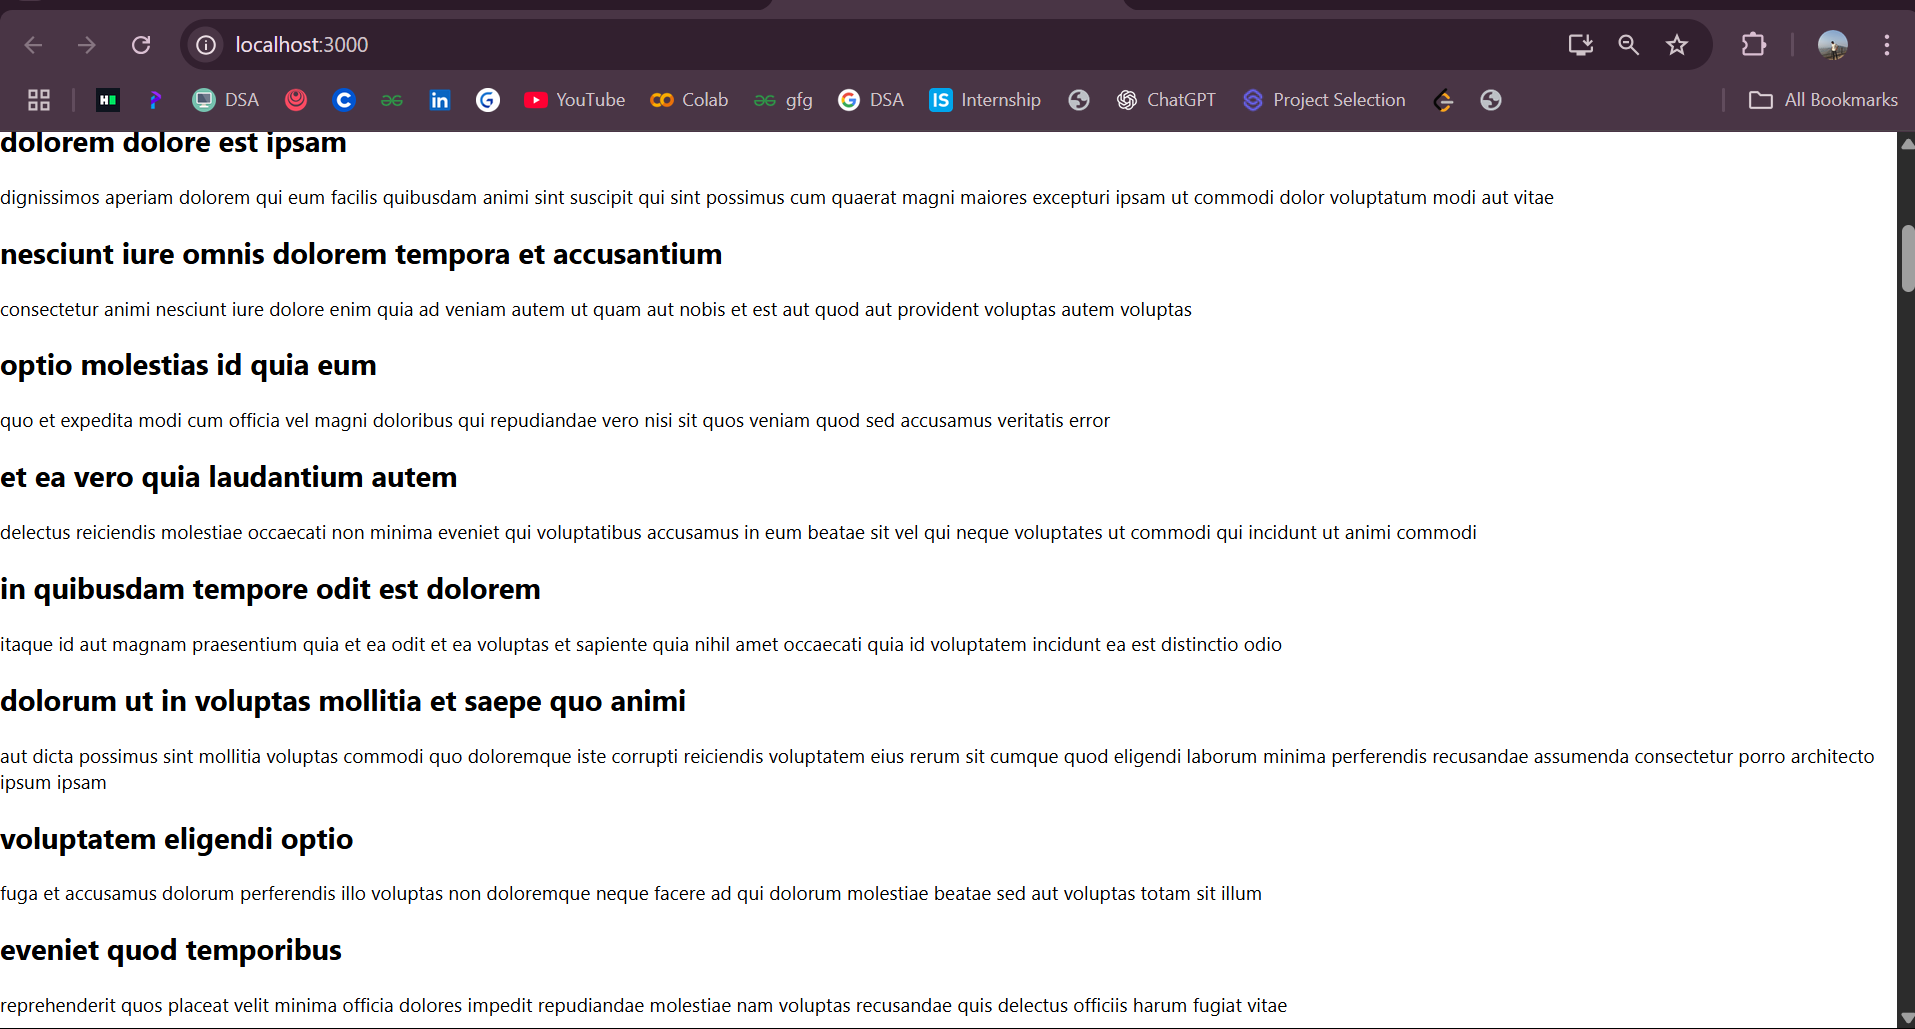 localhost:3000
DSA
YouTube
Colab
gfg
DSA
IS Internship
ChatGPT
Project Selection
All Bookmarks
dolorem dolore est ipsam
dignissimos aperiam dolorem qui eum facilis quibusdam animi sint suscipit qui sint possimus cum quaerat magni maiores excepturi ipsam ut commodi dolor voluptatum modi aut vitae
nesciunt iure omnis dolorem tempora et accusantium
consectetur animi nesciunt iure dolore enim quia ad veniam autem ut quam aut nobis et est aut quod aut provident voluptas autem voluptas
optio molestias id quia eum
quo et expedita modi cum officia vel magni doloribus qui repudiandae vero nisi sit quos veniam quod sed accusamus veritatis error
et ea vero quia laudantium autem
delectus reiciendis molestiae occaecati non minima eveniet qui voluptatibus accusamus in eum beatae sit vel qui neque voluptates ut commodi qui incidunt ut animi commodi
in quibusdam tempore odit est dolorem
itaque id aut magnam praesentium quia et ea odit et ea voluptas et sapiente quia nihil amet occaecati quia id voluptatem incidunt ea est distinctio odio
dolorum ut in voluptas mollitia et saepe quo animi
aut dicta possimus sint mollitia voluptas commodi quo doloremque iste corrupti reiciendis voluptatem eius rerum sit cumque quod eligendi laborum minima perferendis recusandae assumenda consectetur porro architecto
ipsum ipsam
voluptatem eligendi optio
fuga et accusamus dolorum perferendis illo voluptas non doloremque neque facere ad qui dolorum molestiae beatae sed aut voluptas totam sit illum
eveniet quod temporibus
reprehenderit quos placeat velit minima officia dolores impedit repudiandae molestiae nam voluptas recusandae quis delectus officiis harum fugiat vitae